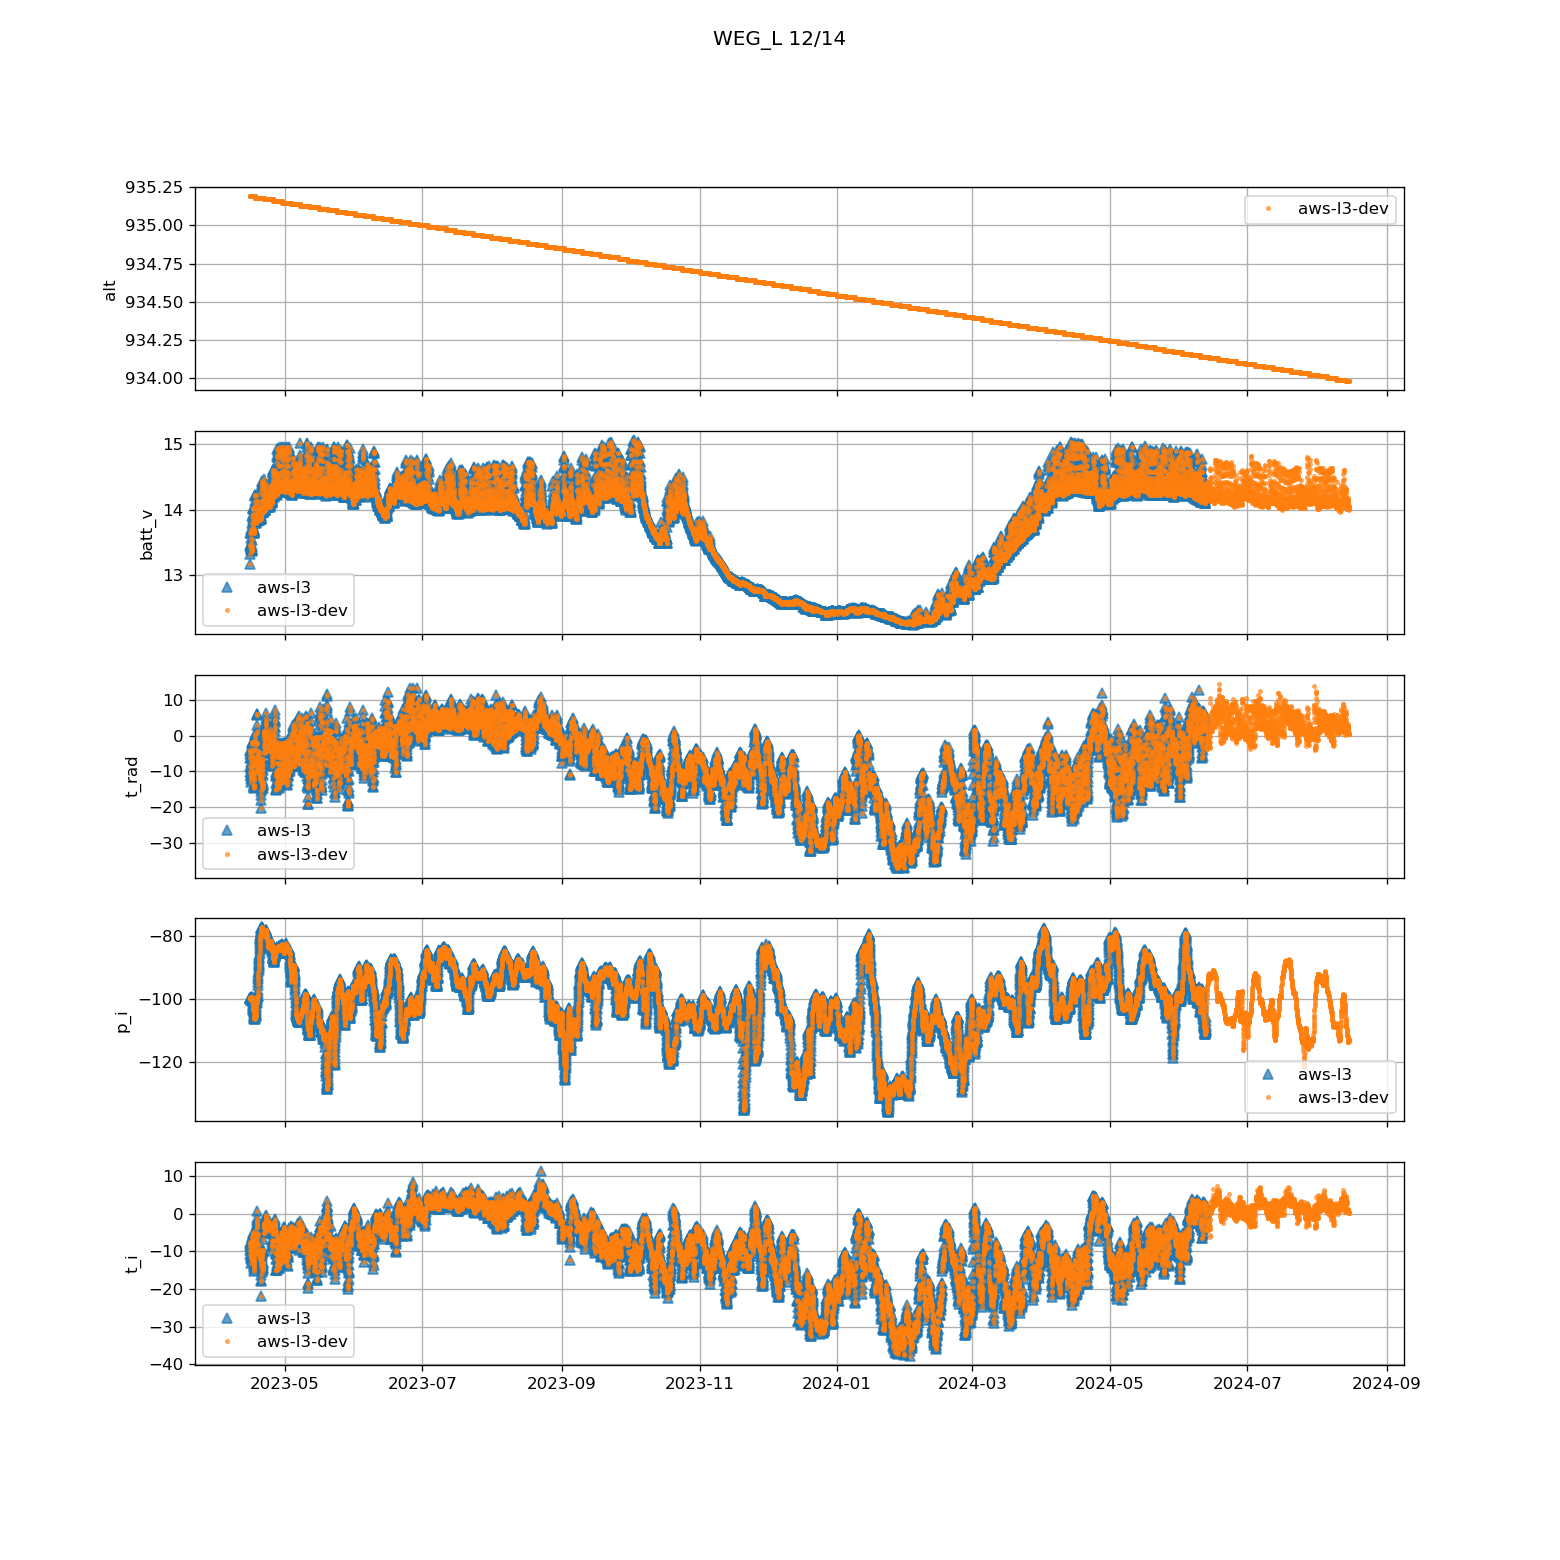 WEG_L 12/14
935.25
935.00
934.75
934.50
934.25
934.00
alt
aws-l3-dev
15
14
13
batt_v
aws-l3
aws-l3-dev
10
0
−10
−20
−30
t_rad
aws-l3
aws-l3-dev
−80
−100
−120
p_i
aws-l3
aws-l3-dev
10
0
−10
−20
−30
−40
t_i
aws-l3
aws-l3-dev
2023-05
2023-07
2023-09
2023-11
2024-01
2024-03
2024-05
2024-07
2024-09